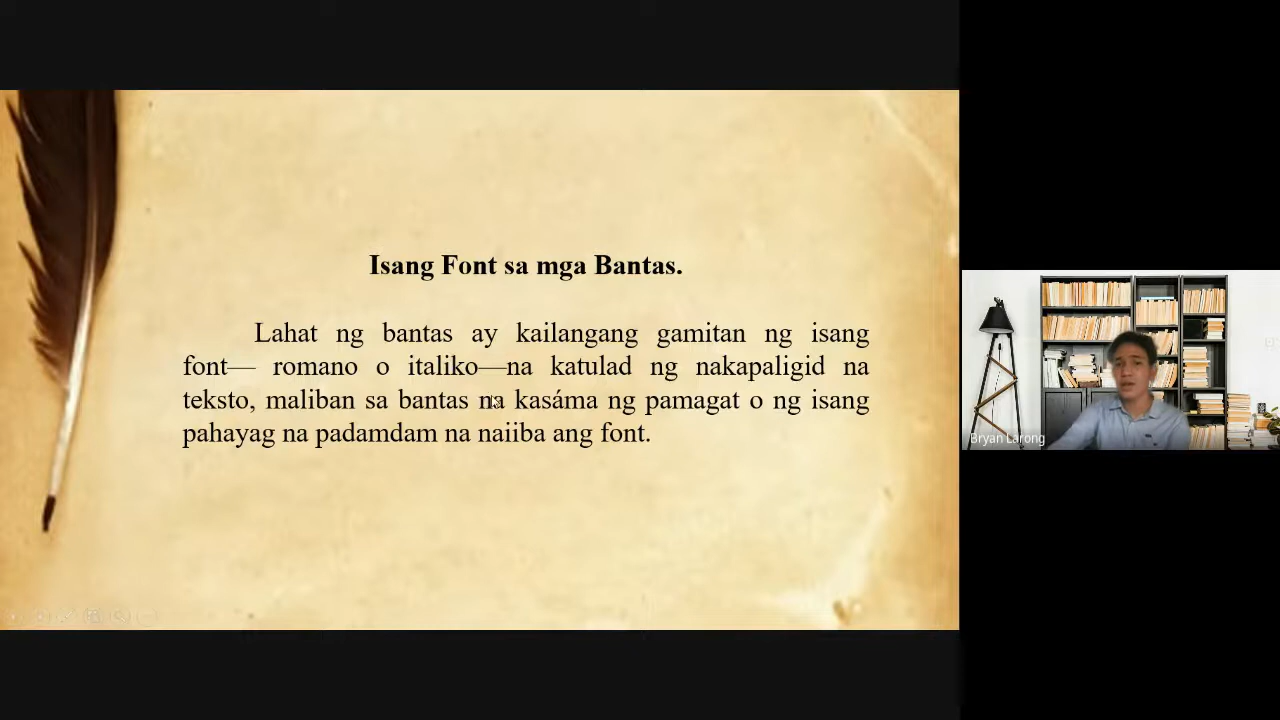 Isang Font sa mga Bantas.
Lahat ng bantas ay kailangang gamitan ng isang
font— romano o italiko—na katulad ng nakapaligid na
teksto, maliban sa bantas na kasáma ng pamagat o ng isang
pahayag na padamdam na naiiba ang font.
Bryan Larong